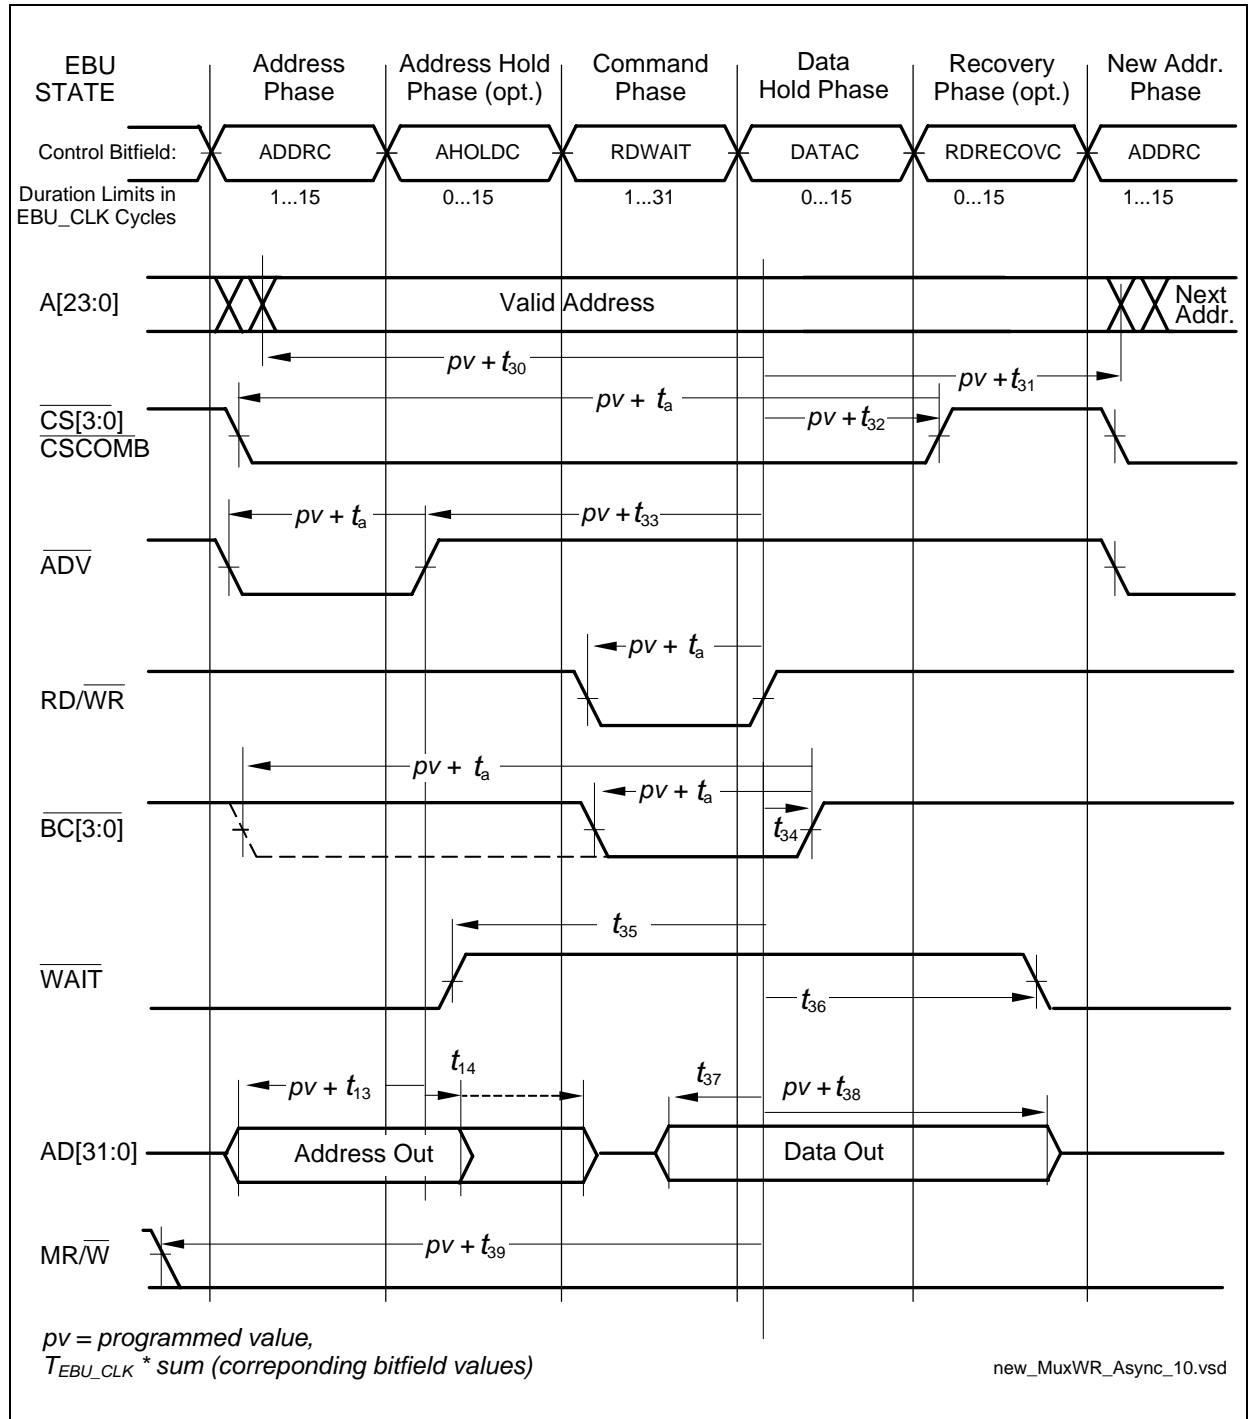 EBU STATE
Address Phase
Address Hold Phase (opt.)
Command Phase
Data Hold Phase
Recovery Phase (opt.)
New Addr. Phase
Control Bitfield: ADDRC AHOLDC RDWAIT DATAC RDRECOVC ADDRC
Duration Limits in EBU_CLK Cycles
1...15 0...15 1...31 0...15 0...15 1...15
A[23:0] Valid Address Next Addr.
pv + t30
pv + t31
pv + ta
pv + t32
CS[3:0]
CSCOMB
pv + ta
pv + t33
ADV
pv + ta
RD/WR
pv + ta
pv + ta
BC[3:0]
t34
t35
WAIT
t36
t14
t37
pv + t13
pv + t38
AD[31:0] Address Out Data Out
MR/W
pv + t39
pv = programmed value,
TEBU_CLK * sum (correponding bitfield values)
new_MuxWR_Async_10.vsd